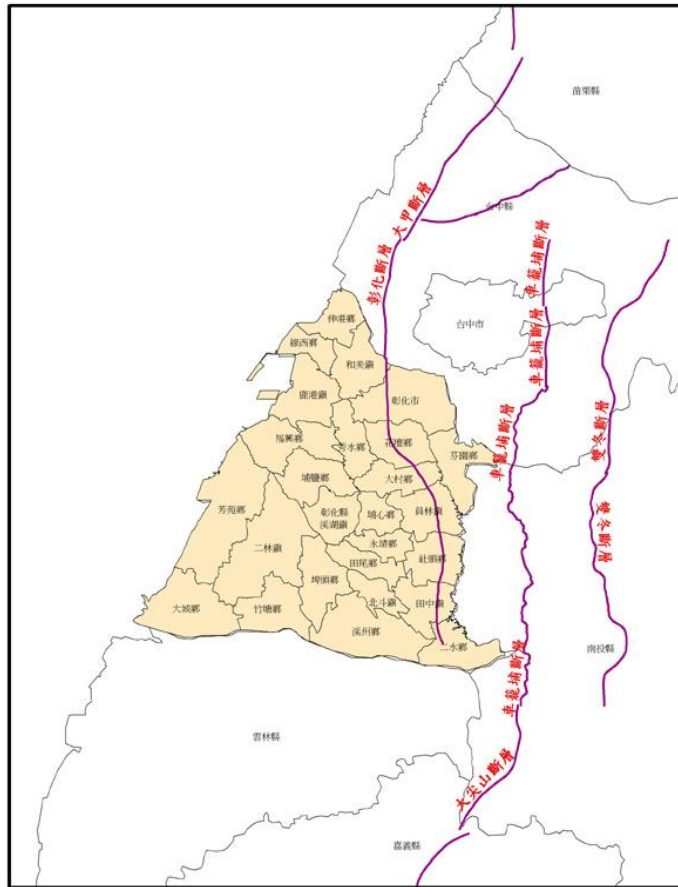 苗栗縣
大甲斷層
台中縣
彰化斷層
車籠埔斷層
伸港鄉
台中市
線西鄉
車籠埔斷層
和美鎮
鹿港鎮
彰化市
雙冬斷層
福興鄉
秀水鄉
花壇鄉
芬園鄉
車籠埔斷層
埔鹽鄉
大村鄉
芳苑鄉
彰化縣
溪湖鎮
埔心鄉
員林鎮
雙冬斷層
二林鎮
永靖鄉
田尾鄉
社頭鄉
埤頭鄉
大城鄉
竹塘鄉
北斗鎮
田中鎮
溪州鄉
二水鄉
南投縣
車籠埔斷層
雲林縣
大尖山斷層
嘉義縣